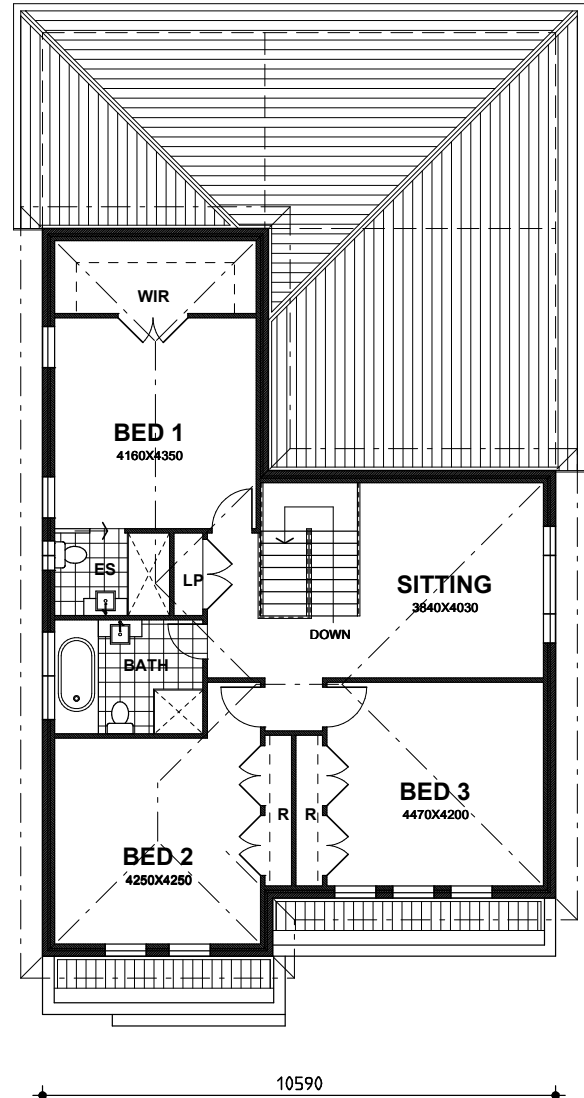 WIR
BED 1
4160X4350
ES
LP
SITTING
3840X4030
DOWN
BATH
BED 3
4470X4200
R
R
BED 2
4250X4250
10590